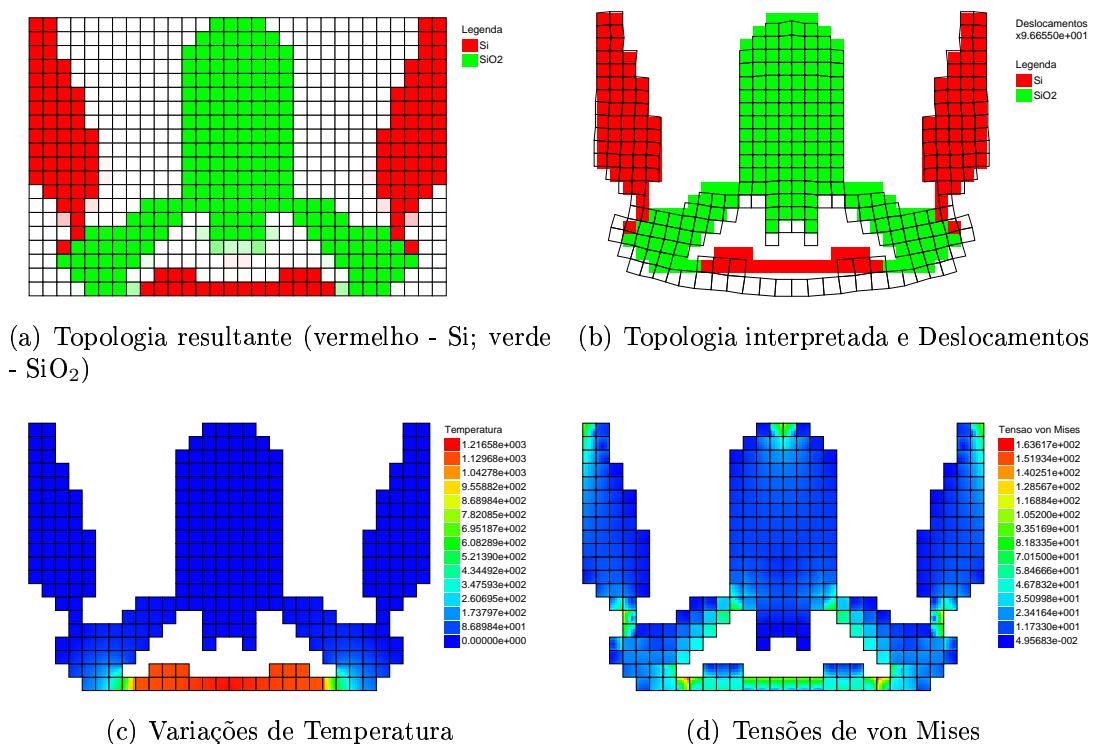 Legenda
Si
SiO2
Deslocamentos
x9.66550e+001
Legenda
Si
SiO2
(a) Topologia resultante (vermelho - Si; verde
- SiO₂)
(b) Topologia interpretada e Deslocamentos
Temperatura
1.21658e+003
1.12968e+003
1.04278e+003
9.55882e+002
8.68984e+002
7.82085e+002
6.95187e+002
6.08289e+002
5.21390e+002
4.34492e+002
3.47593e+002
2.60695e+002
1.73797e+002
8.68984e+001
0.00000e+000
Tensao von Mises
1.63617e+002
1.51934e+002
1.40251e+002
1.28567e+002
1.16884e+002
1.05200e+002
9.35169e+001
8.18335e+001
7.01500e+001
5.84666e+001
4.67832e+001
3.50998e+001
2.34164e+001
1.17330e+001
4.95683e-002
(c) Variações de Temperatura
(d) Tensões de von Mises